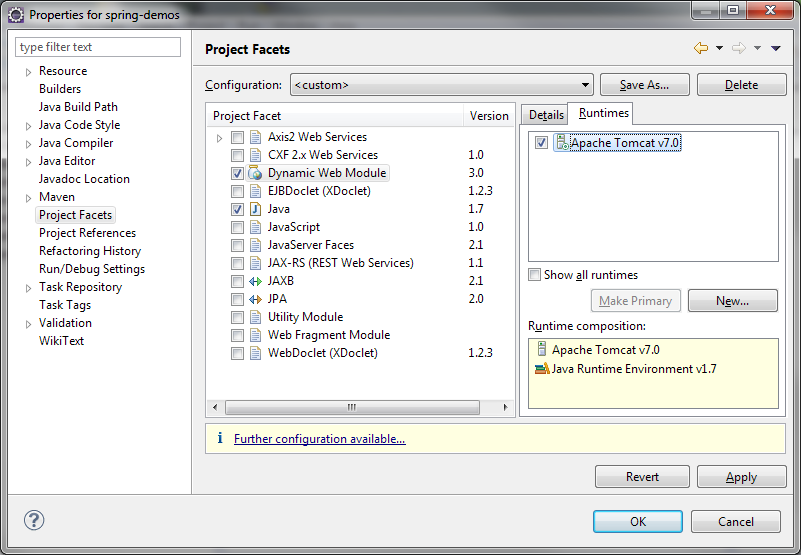 Properties for spring-demos
type filter text
Resource
Builders
Java Build Path
Java Code Style
Java Compiler
Java Editor
Javadoc Location
Maven
Project Facets
Project References
Refactoring History
Run/Debug Settings
Task Repository
Task Tags
Validation
WikiText
Project Facets
Configuration: <custom> Save As... Delete
Project Facet Version
Axis2 Web Services
CXF 2.x Web Services 1.0
Dynamic Web Module 3.0
EJBDoclet (XDoclet) 1.2.3
Java 1.7
JavaScript 1.0
JavaServer Faces 2.1
JAX-RS (REST Web Services) 1.1
JAXB 2.1
JPA 2.0
Utility Module
Web Fragment Module
WebDoclet (XDoclet) 1.2.3
Details Runtimes
Apache Tomcat v7.0
Show all runtimes
Make Primary New...
Runtime composition:
Apache Tomcat v7.0
Java Runtime Environment v1.7
i Further configuration available...
Revert Apply
? OK Cancel